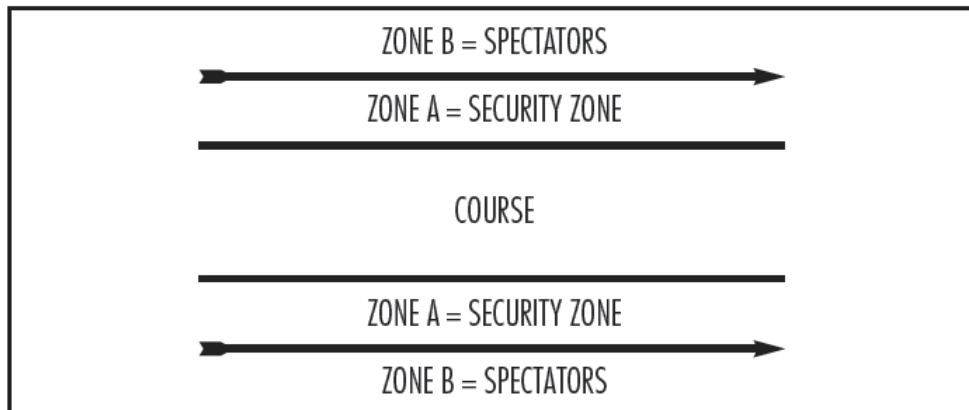 ZONE B = SPECTATORS
ZONE A = SECURITY ZONE
COURSE
ZONE A = SECURITY ZONE
ZONE B = SPECTATORS